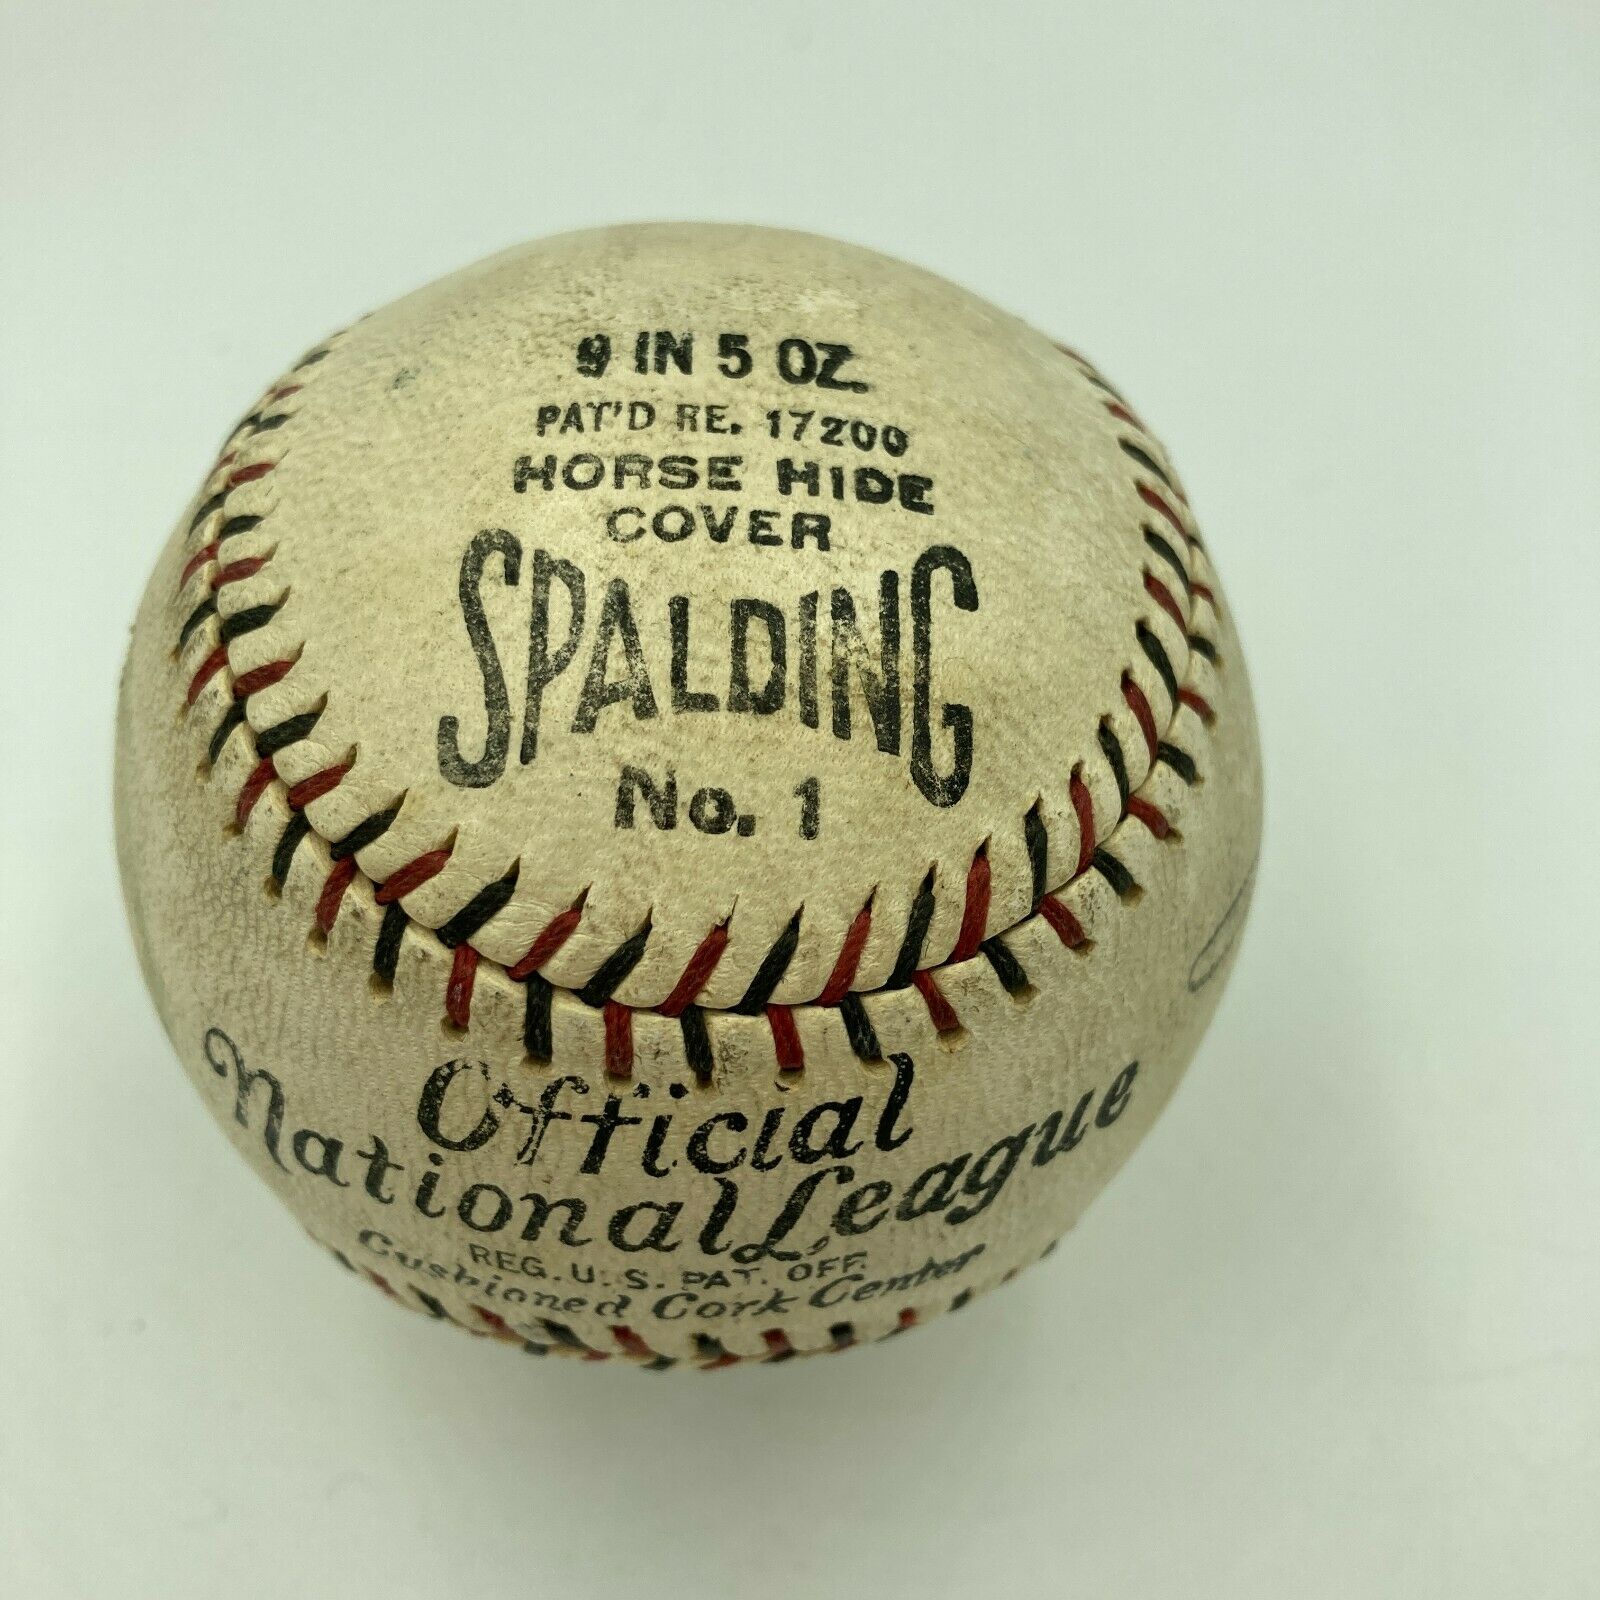 9 IN 5 OZ.
PAT'D RE. 17200
HORSE HIDE
COVER
SPALDING
No. 1
Official
National League
REG. U. S. PAT. OFF.
Cushioned Cork Center